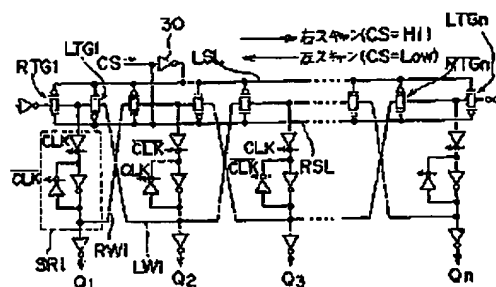 30
CS
→右スキャン(CS=Hi)
←左スキャン(CS=Low)
LTGn
LTG1
RTG1
LSL
RTGn
CLK
CLK
CLK
CLK
CLK
CLK
RSL
RW1
LW1
SR1
Q1
Q2
Q3
Qn